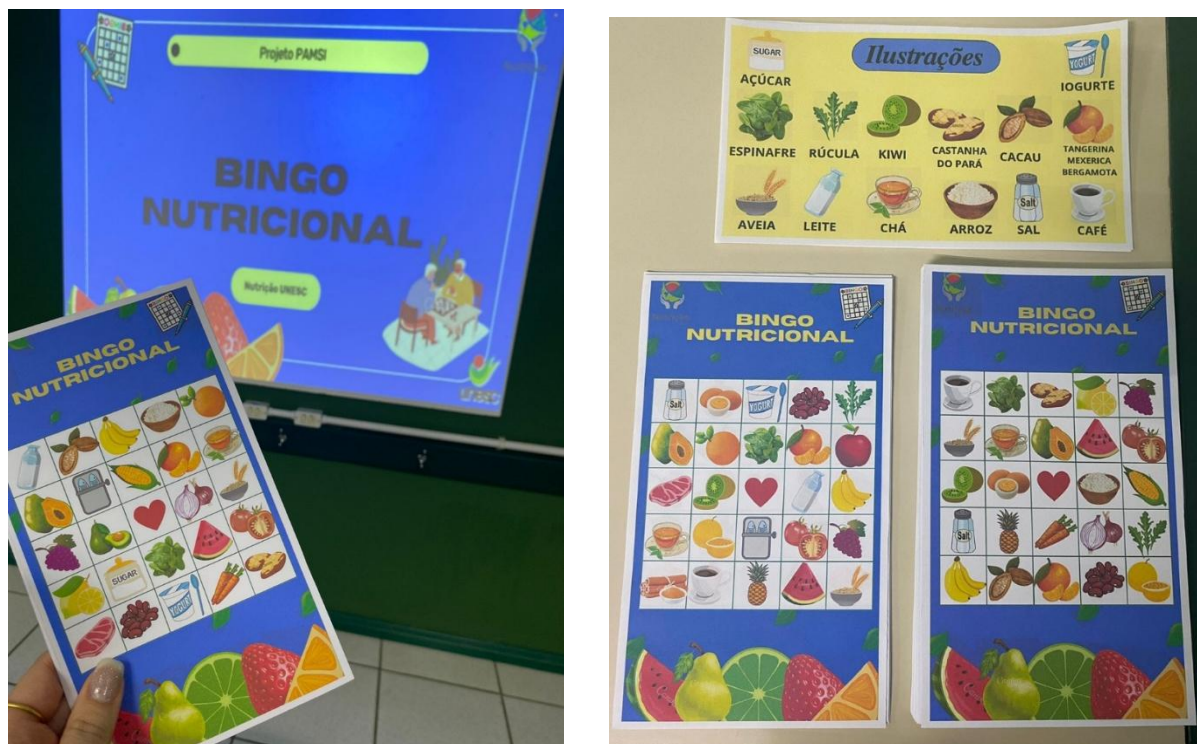 Projeto PAMSI
BINGO
NUTRICIONAL
Nutrição UNESC
unesc
BINGO
NUTRICIONAL
SUGAR
YOGURT
SUGAR
Ilustrações
YOGURT
AÇÚCAR
IOGURTE
ESPINAFRE
RÚCULA
KIWI
CASTANHA
DO PARÁ
CACAU
TANGERINA
MEXERICA
BERGAMOTA
Salt
AVEIA
LEITE
CHÁ
ARROZ
SAL
CAFÉ
BINGO
NUTRICIONAL
Salt
YOGURT
BINGO
NUTRICIONAL
Salt